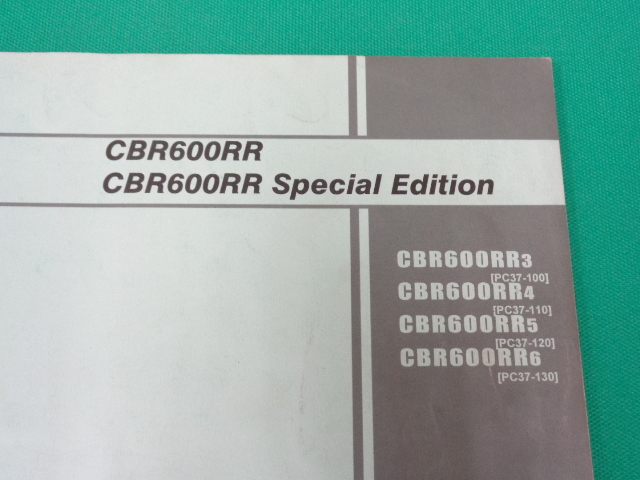 CBR600RR
CBR600RR Special Edition
CBR600RR3
[PC37-100]
CBR600RR4
[PC37-110]
CBR600RR5
[PC37-120]
CBR600RR6
[PC37-130]